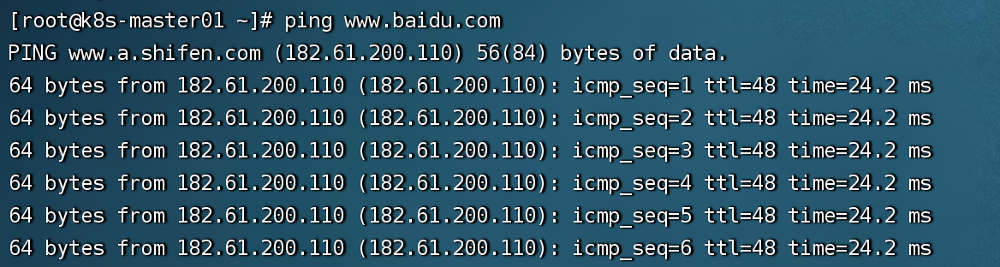 [root@k8s-master01 ~]# ping www.baidu.com
PING www.a.shifen.com (182.61.200.110) 56(84) bytes of data.
64 bytes from 182.61.200.110 (182.61.200.110): icmp_seq=1 ttl=48 time=24.2 ms
64 bytes from 182.61.200.110 (182.61.200.110): icmp_seq=2 ttl=48 time=24.2 ms
64 bytes from 182.61.200.110 (182.61.200.110): icmp_seq=3 ttl=48 time=24.2 ms
64 bytes from 182.61.200.110 (182.61.200.110): icmp_seq=4 ttl=48 time=24.2 ms
64 bytes from 182.61.200.110 (182.61.200.110): icmp_seq=5 ttl=48 time=24.2 ms
64 bytes from 182.61.200.110 (182.61.200.110): icmp_seq=6 ttl=48 time=24.2 ms